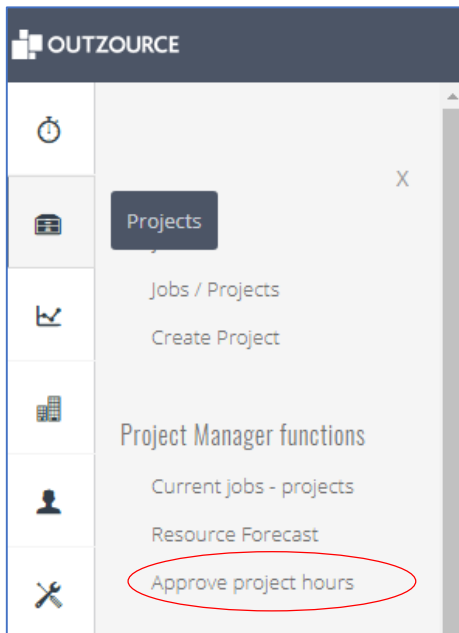 OUTZOURCE
X
Projects
Jobs / Projects
Create Project
Project Manager functions
Current jobs - projects
Resource Forecast
Approve project hours